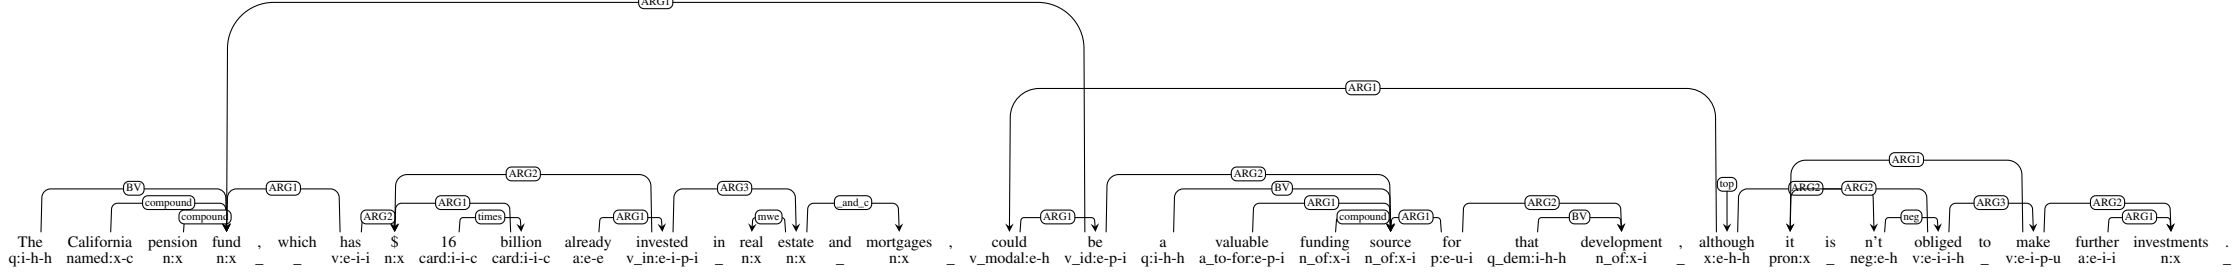 ARG1
ARG1
ARG1
ARG2 ARG2 top
BV ARG1 ARG3 BV ARG2 ARG2
compound ARG1 _and_c ARG1 ARG2 ARG3 ARG2
compound ARG2 times ARG1 mwe ARG1 compound ARG1 BV neg ARG1
The California pension fund , which has $ 16 billion already invested in real estate and mortgages , could be a valuable funding source for that development , although it is n't obliged to make further investments .
q:i-h-h named:x-c n:x n:x _ _ v:e-i-i n:x card:i-i-c card:i-i-c a:e-e v_in:e-i-p-i _ n:x n:x _ n:x _ v_modal:e-h v_id:e-p-i q:i-h-h a_to-for:e-p-i n_of:x-i n_of:x-i p:e-u-i q_dem:i-h-h n_of:x-i _ x:e-h-h pron:x _ neg:e-h v:e-i-i-h _ v:e-i-p-u a:e-i-i n:x _